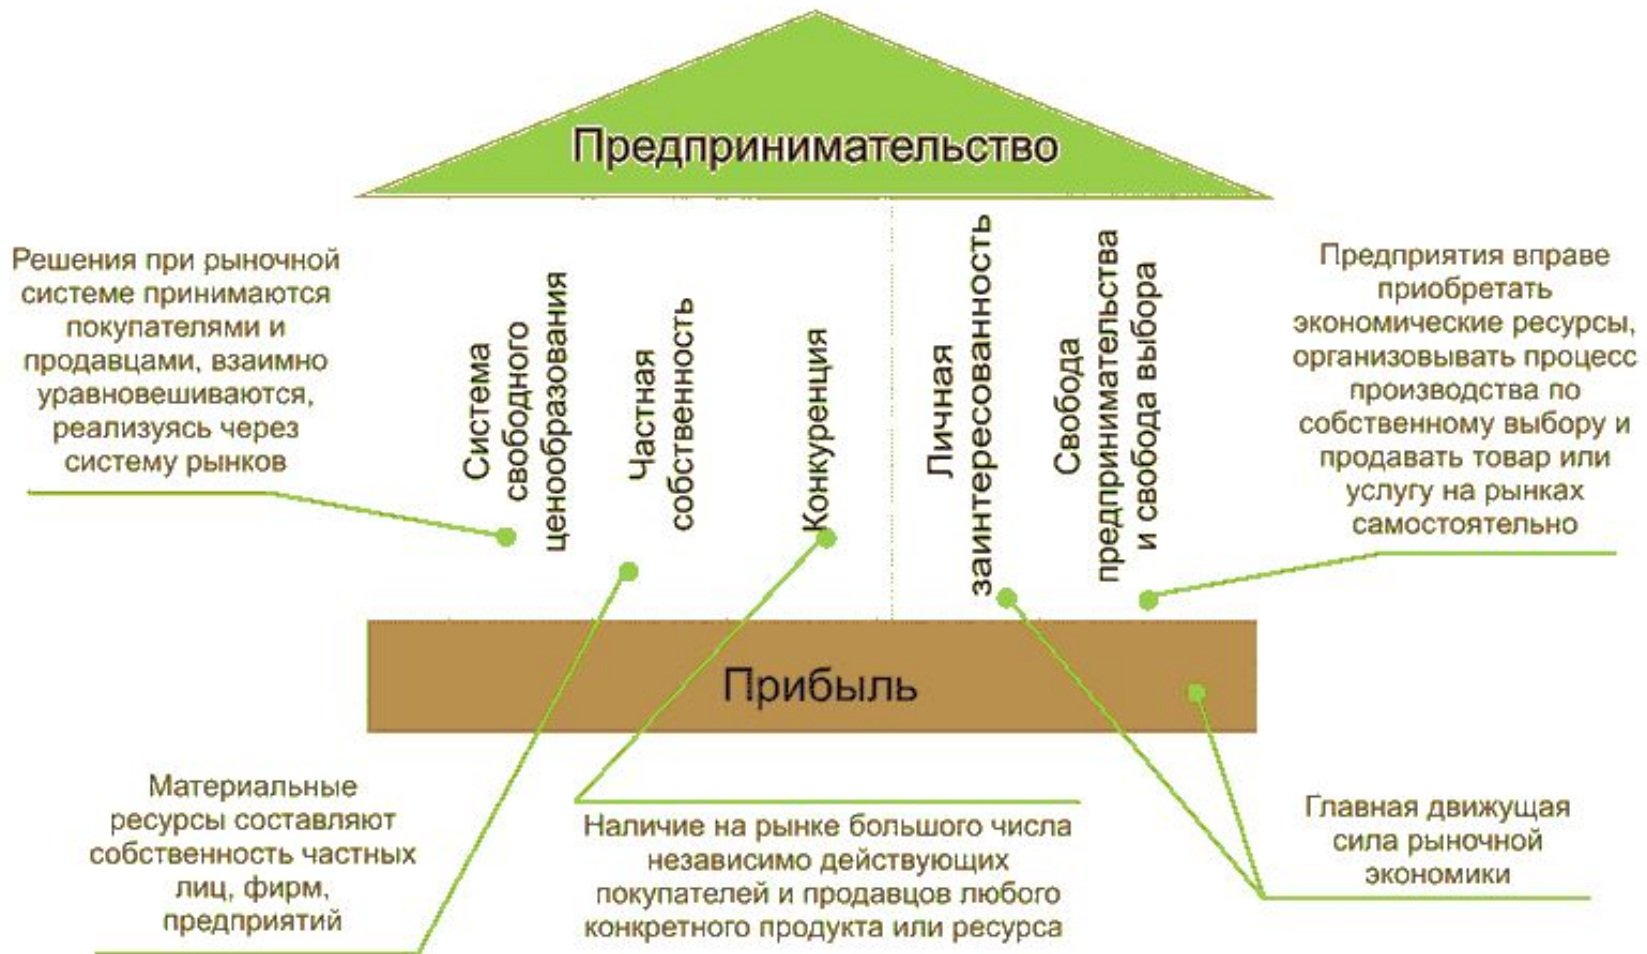 Предпринимательство
Решения при рыночной
системе принимаются
покупателями и
продавцами, взаимно
уравновешиваются,
реализуясь через
систему рынков
Система
свободного
ценообразования
Частная
собственность
Конкуренция
Личная
заинтересованность
Свобода
предпринимательства
и свобода выбора
Предприятия вправе
приобретать
экономические ресурсы,
организовывать процесс
производства по
собственному выбору и
продавать товар или
услугу на рынках
самостоятельно
Прибыль
Материальные
ресурсы составляют
собственность частных
лиц, фирм,
предприятий
Наличие на рынке большого числа
независимо действующих
покупателей и продавцов любого
конкретного продукта или ресурса
Главная движущая
сила рыночной
экономики